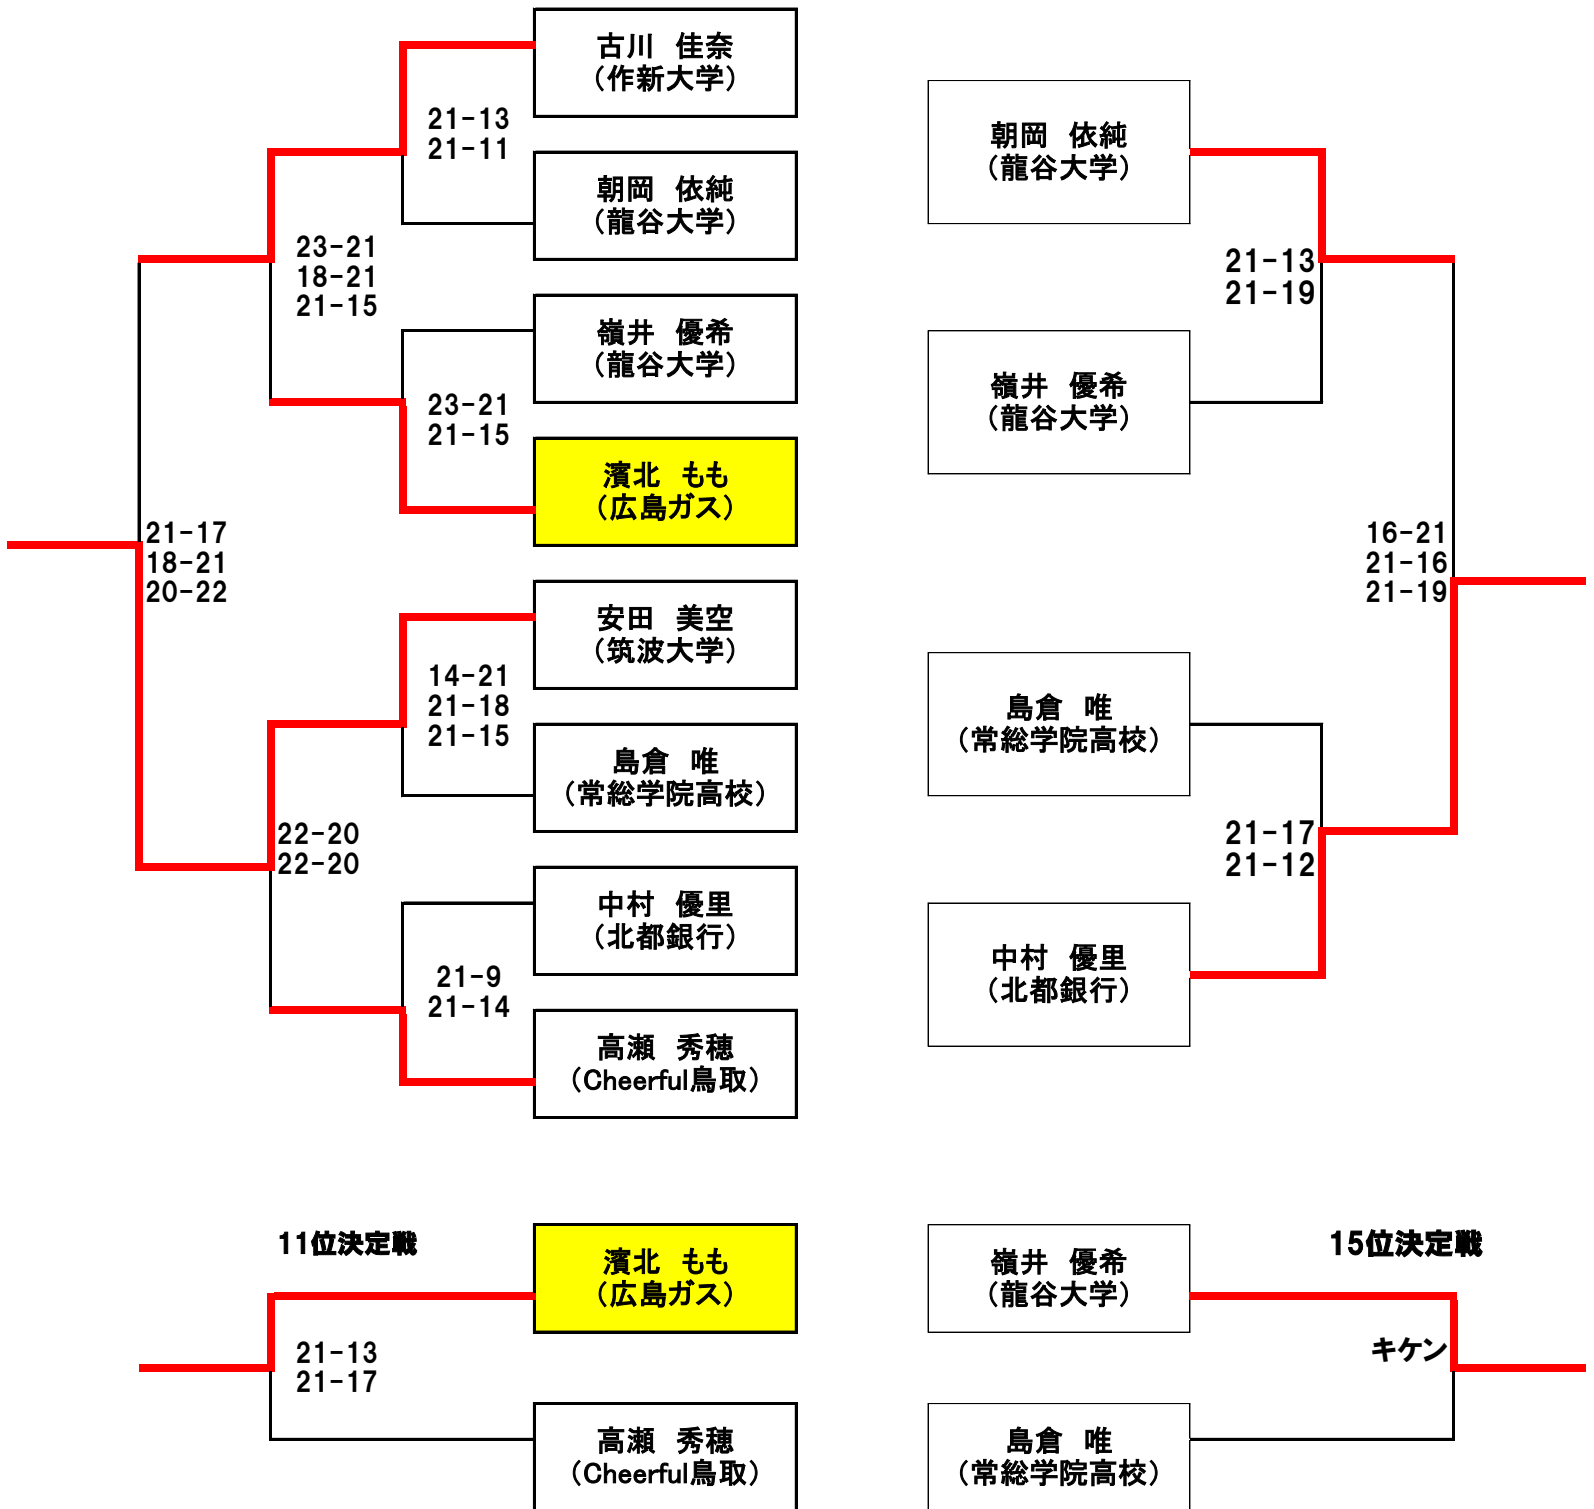 古川　佳奈
（作新大学）
21-13
21-11
朝岡　依純
（龍谷大学）
23-21
18-21
21-15
嶺井　優希
（龍谷大学）
23-21
21-15
濱北　もも
（広島ガス）
21-17
18-21
20-22
安田　美空
（筑波大学）
14-21
21-18
21-15
島倉　唯
（常総学院高校）
22-20
22-20
中村　優里
（北都銀行）
21-9
21-14
高瀬　秀穂
（Cheerful鳥取）
朝岡　依純
（龍谷大学）
21-13
21-19
嶺井　優希
（龍谷大学）
16-21
21-16
21-19
島倉　唯
（常総学院高校）
21-17
21-12
中村　優里
（北都銀行）
11位決定戦
濱北　もも
（広島ガス）
21-13
21-17
高瀬　秀穂
（Cheerful鳥取）
15位決定戦
嶺井　優希
（龍谷大学）
キケン
島倉　唯
（常総学院高校）